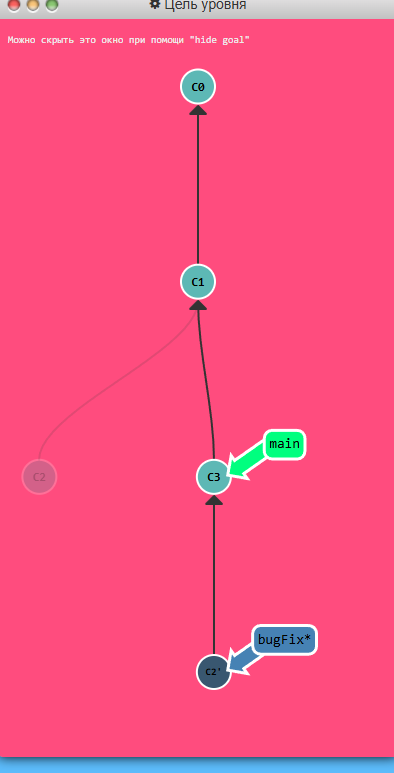 Цель уровня
Можно скрыть это окно при помощи "hide goal"
C0
C1
main
C2
C3
bugFix*
C2'